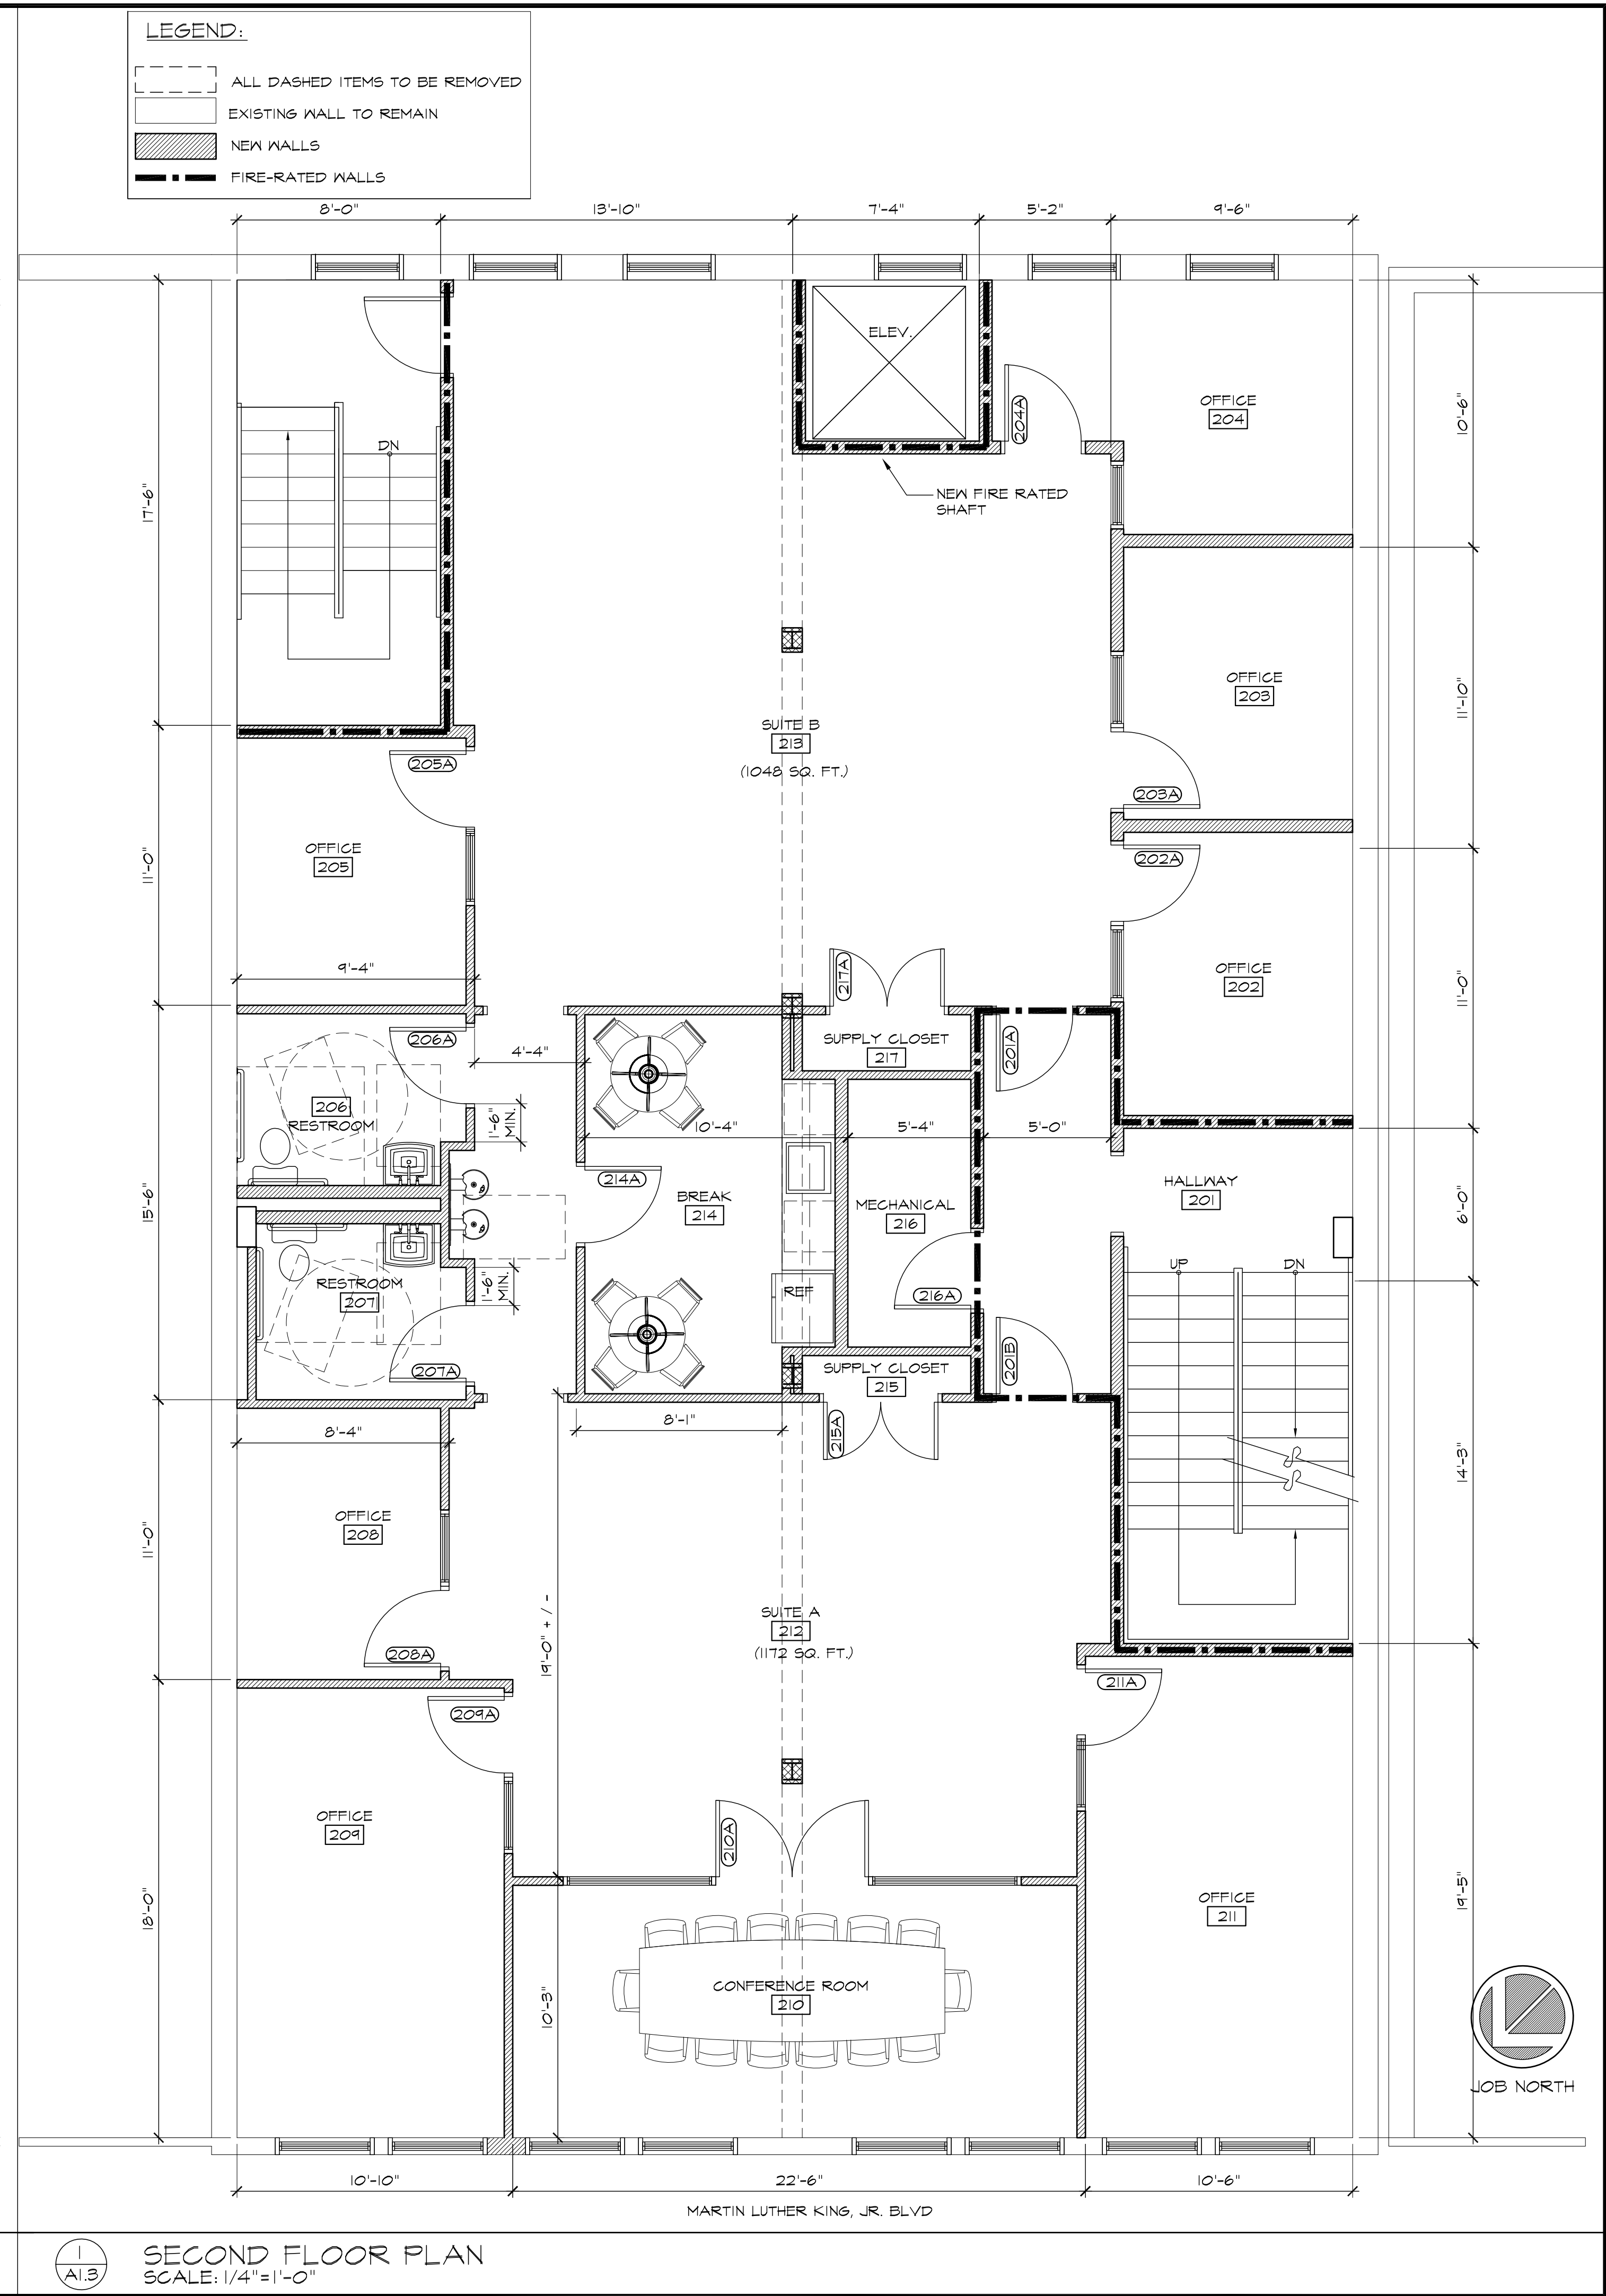 LEGEND:
ALL DASHED ITEMS TO BE REMOVED
EXISTING WALL TO REMAIN
NEW WALLS
FIRE-RATED WALLS
8'-0"
13'-10"
7'-4"
5'-2"
9'-6"
ELEV.
204A
OFFICE
204
10'-6"
DN
17'-6"
NEW FIRE RATED
SHAFT
OFFICE
203
11'-10"
SUITE B
213
(1048 SQ. FT.)
205A
203A
OFFICE
205
11'-0"
202A
9'-4"
217A
OFFICE
202
11'-0"
206A
4'-4"
SUPPLY CLOSET
217
201A
206
RESTROOM
1'-6"
MIN.
10'-4"
5'-4"
5'-0"
15'-6"
214A
BREAK
214
MECHANICAL
216
HALLWAY
201
6'-0"
RESTROOM
207
1'-6"
MIN.
REF
216A
UP
DN
207A
SUPPLY CLOSET
215
201B
8'-4"
8'-1"
215A
14'-3"
OFFICE
208
11'-0"
208A
19'-0" + / -
SUITE A
212
(1172 SQ. FT.)
211A
209A
OFFICE
209
210A
18'-0"
OFFICE
211
19'-5"
CONFERENCE ROOM
210
10'-3"
JOB NORTH
10'-10"
22'-6"
10'-6"
MARTIN LUTHER KING, JR. BLVD
1
A1.3
SECOND FLOOR PLAN
SCALE: 1/4"=1'-0"